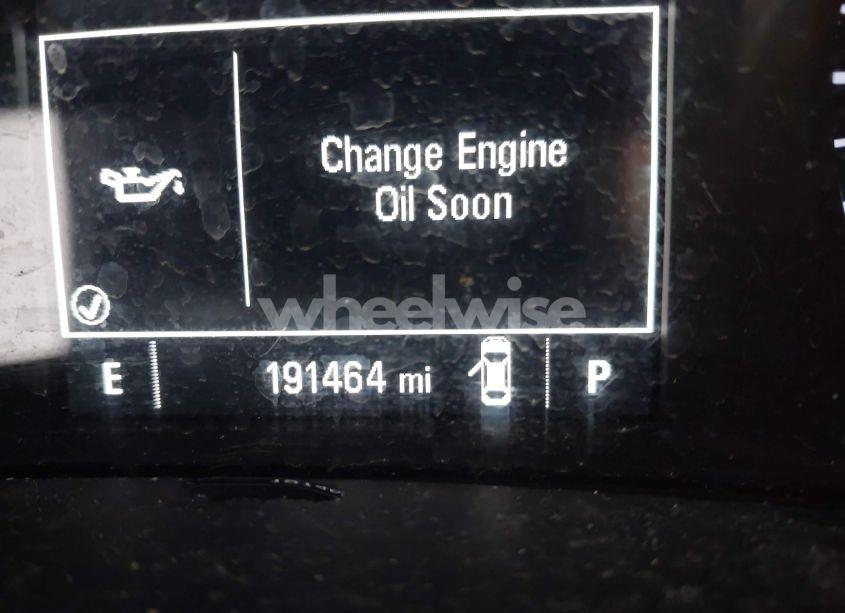 Change Engine
Oil Soon
wheelwise
E 191464 mi P